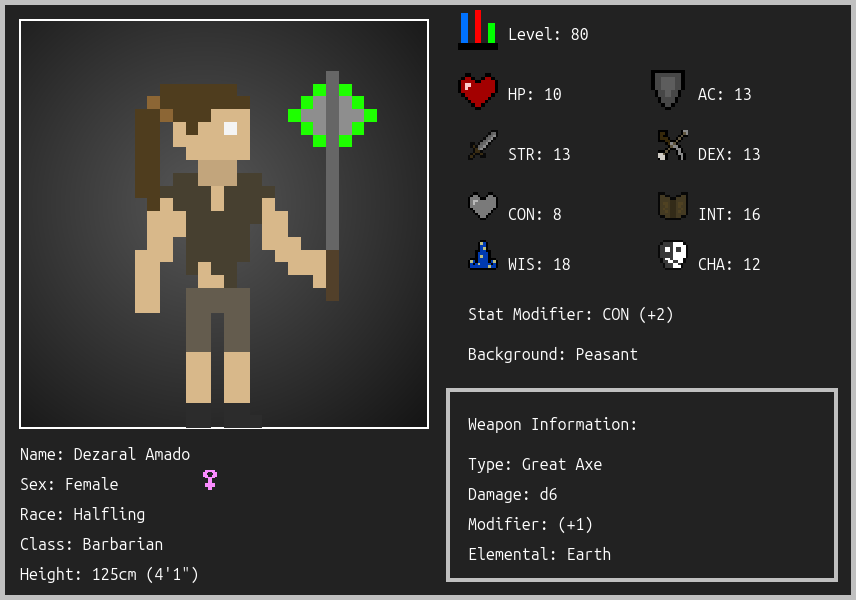 Level: 80
HP: 10
AC: 13
STR: 13
DEX: 13
CON: 8
INT: 16
WIS: 18
CHA: 12
Stat Modifier: CON (+2)
Background: Peasant
Weapon Information:
Type: Great Axe
Damage: d6
Modifier: (+1)
Elemental: Earth
Name: Dezaral Amado
Sex: Female
Race: Halfling
Class: Barbarian
Height: 125cm (4'1")